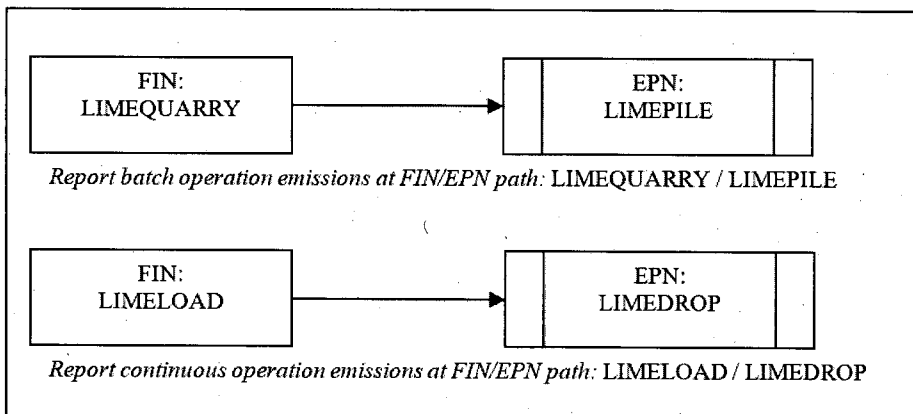 FIN:
LIMEQUARRY
EPN:
LIMEPILE
Report batch operation emissions at FIN/EPN path: LIMEQUARRY / LIMEPILE
FIN:
LIMELOAD
EPN:
LIMEDROP
Report continuous operation emissions at FIN/EPN path: LIMELOAD / LIMEDROP